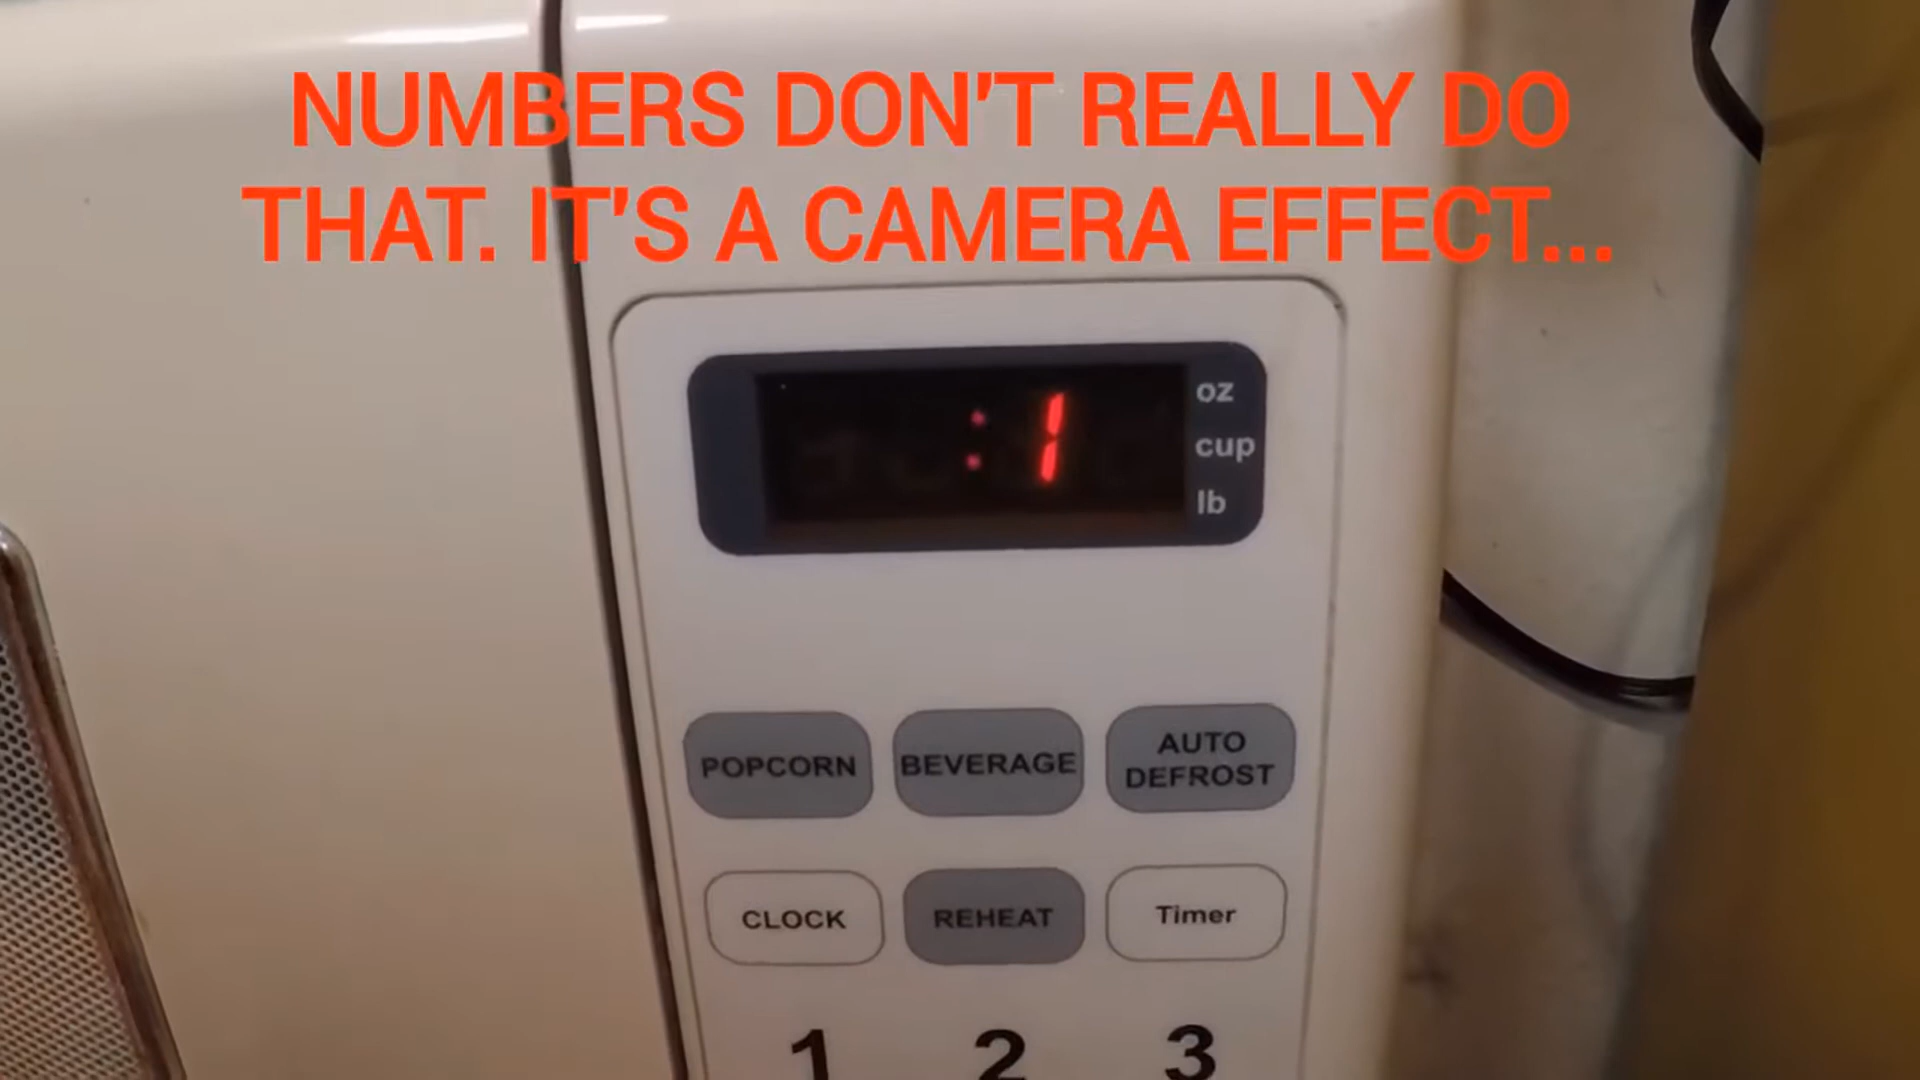 NUMBERS DON'T REALLY DO
THAT. IT'S A CAMERA EFFECT...
:1
oz
cup
lb
POPCORN
BEVERAGE
AUTO
DEFROST
CLOCK
REHEAT
Timer
1
2
3